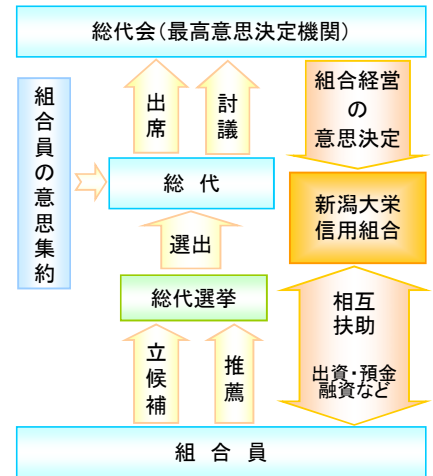 総代会(最高意思決定機関)
組合員の意思集約
出席
討議
組合経営
の
意思決定
総 代
新潟大栄
信用組合
選出
総代選挙
立候補
推薦
相互
扶助
出資・預金
融資など
組 合 員